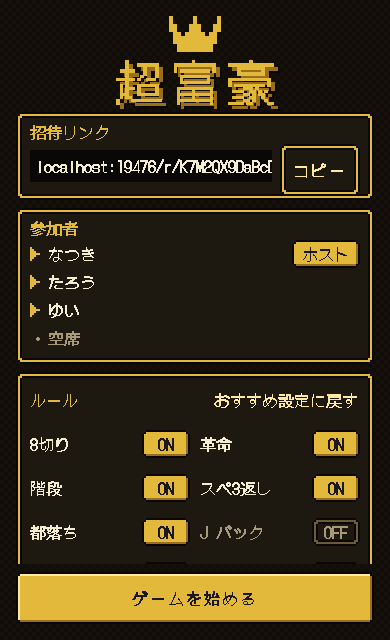 超富豪
招待リンク
localhost:19476/r/K7M2QX9DaBc
コピー
参加者
なつき ホスト
たろう
ゆい
・空席
ルール おすすめ設定に戻す
8切り ON 革命 ON
階段 ON スペ3返し ON
都落ち ON Jバック OFF
ゲームを始める